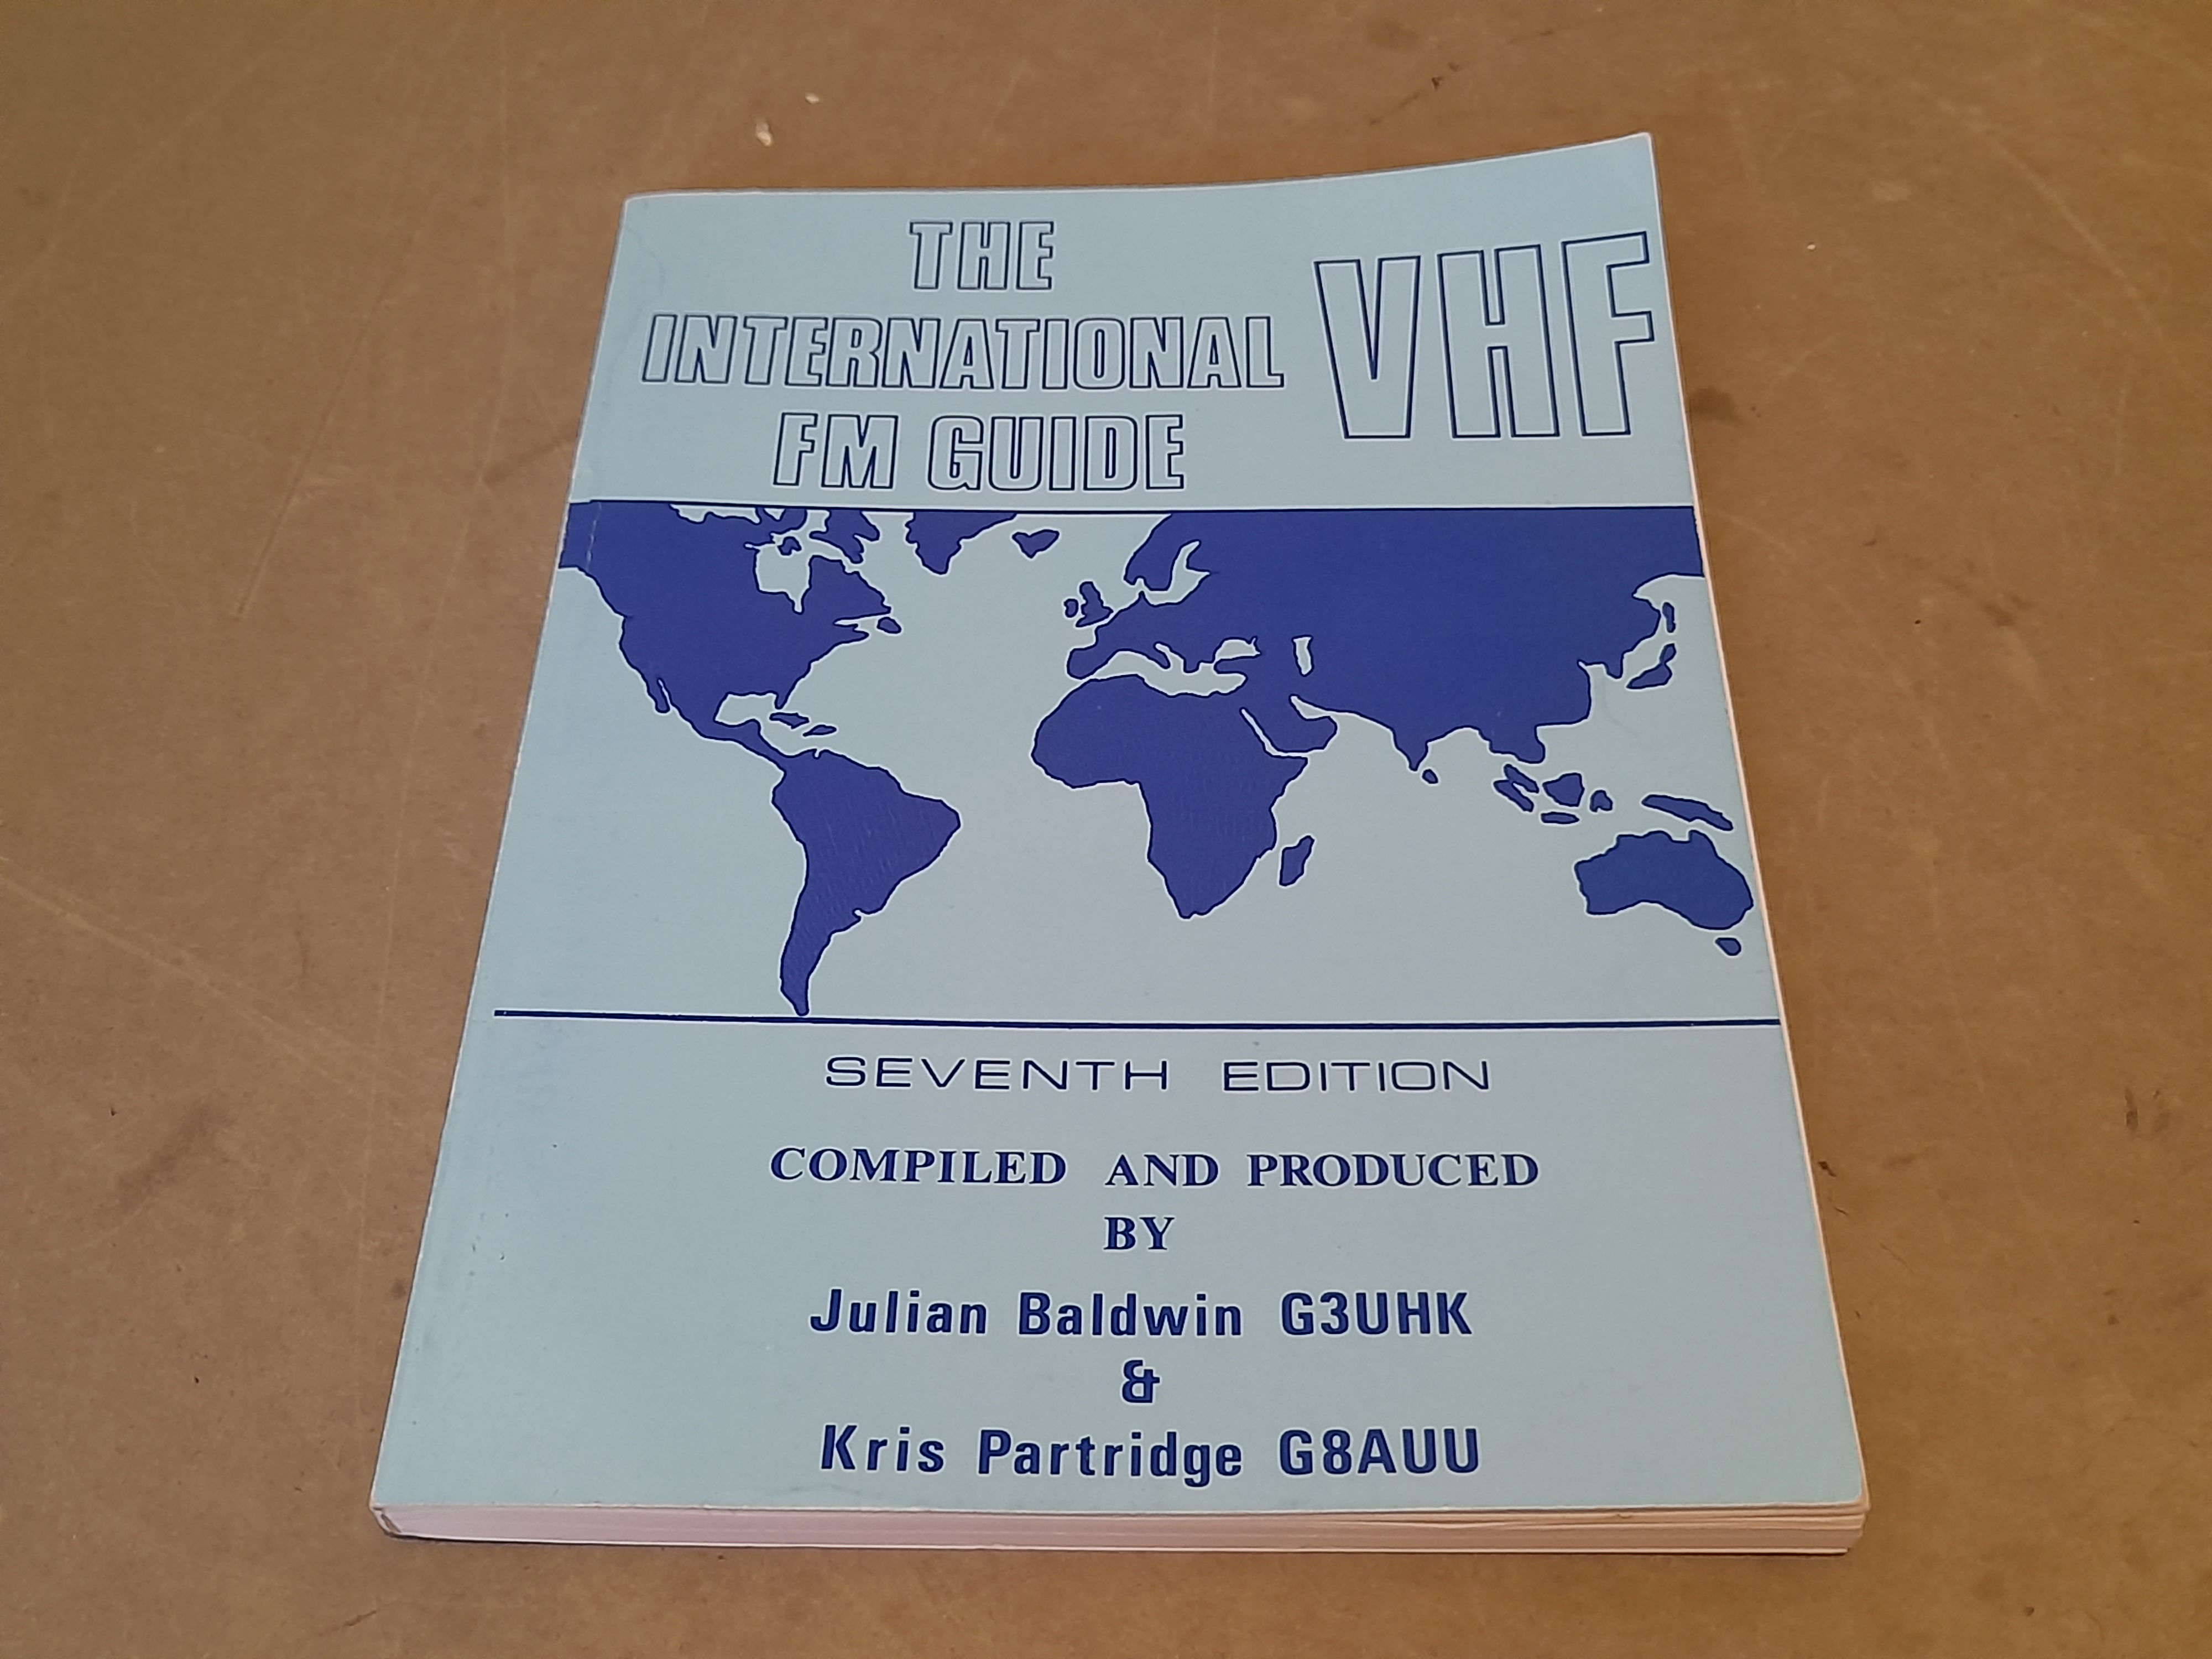 THE
INTERNATIONAL VHF
FM GUIDE
SEVENTH EDITION
COMPILED AND PRODUCED
BY
Julian Baldwin G3UHK
&
Kris Partridge G8AUU